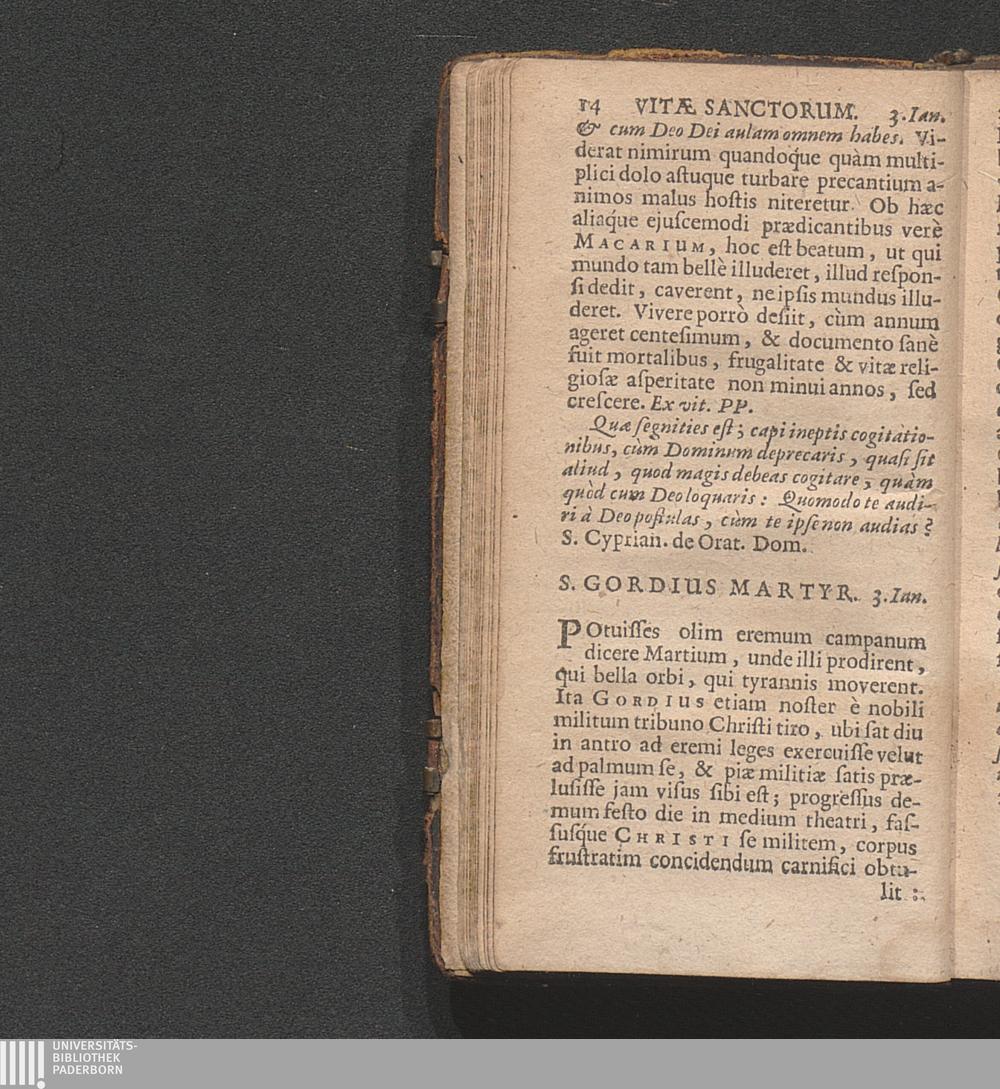 14 VITÆ SANCTORUM. 3. Ian.
& cum Deo Dei aulam omnem habes. Vi-
derat nimirum quandoq́ue quàm multi-
plici dolo aſtuque turbare precantium a-
nimos malus hoſtis niteretur. Ob hæc
aliaq́ue ejuſcemodi prædicantibus verè
MACARIUM, hoc eſt beatum, ut qui
mundo tam bellè illuderet, illud reſpon-
ſi dedit, caverent, ne ipſis mundus illu-
deret. Vivere porrò deſiit, cùm annum
ageret centeſimum, & documento ſanè
fuit mortalibus, frugalitate & vitæ reli-
gioſæ aſperitate non minui annos, ſed
creſcere. Ex vit. PP.
Quæ ſegnities eſt; capi ineptis cogitatio-
nibus, cùm Dominum deprecaris, quaſi ſit
aliud, quod magis debeas cogitare, quàm
quòd cum Deo loquaris: Quomodo te audi-
ri à Deo poſtulas, cùm te ipſe non audias?
S. Cyprian. de Orat. Dom.
S. GORDIUS MARTYR. 3. Ian.
POtuiſſes olim eremum campanum
dicere Martium, unde illi prodirent,
qui bella orbi, qui tyrannis moverent.
Ita GORDIUS etiam noſter è nobili
militum tribuno Chriſti tiro, ubi ſat diu
in antro ad eremi leges exercuiſſe velut
ad palmum ſe, & piæ militiæ ſatis præ-
luſiſſe jam viſus ſibi eſt; progreſſus de-
mum feſto die in medium theatri, faſ-
ſuſq́ue CHRISTI ſe militem, corpus
fruſtratim concidendum carnifici obtu-
lit :
UNIVERSITÄTS-
BIBLIOTHEK
PADERBORN